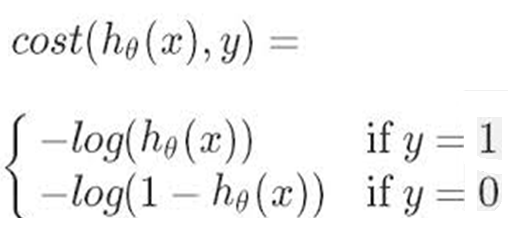 cost(hθ(x), y) =
{ −log(hθ(x)) if y = 1
−log(1 − hθ(x)) if y = 0